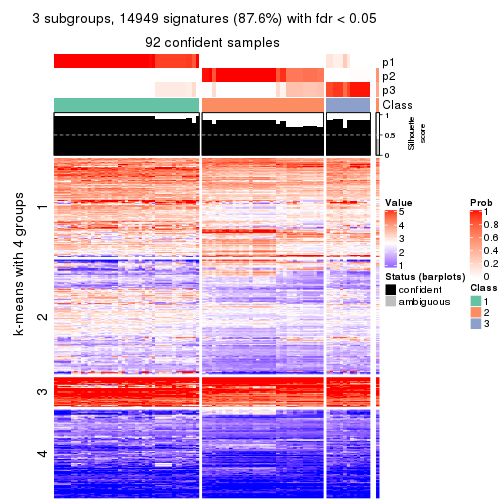 3 subgroups, 14949 signatures (87.6%) with fdr < 0.05
92 confident samples
p1
p2
p3
Class
1
0.5
0
Silhouette
score
k-means with 4 groups
1
2
3
4
Value
5
4
3
2
1
Status (barplots)
confident
ambiguous
Prob
1
0.8
0.6
0.4
0.2
0
Class
1
2
3